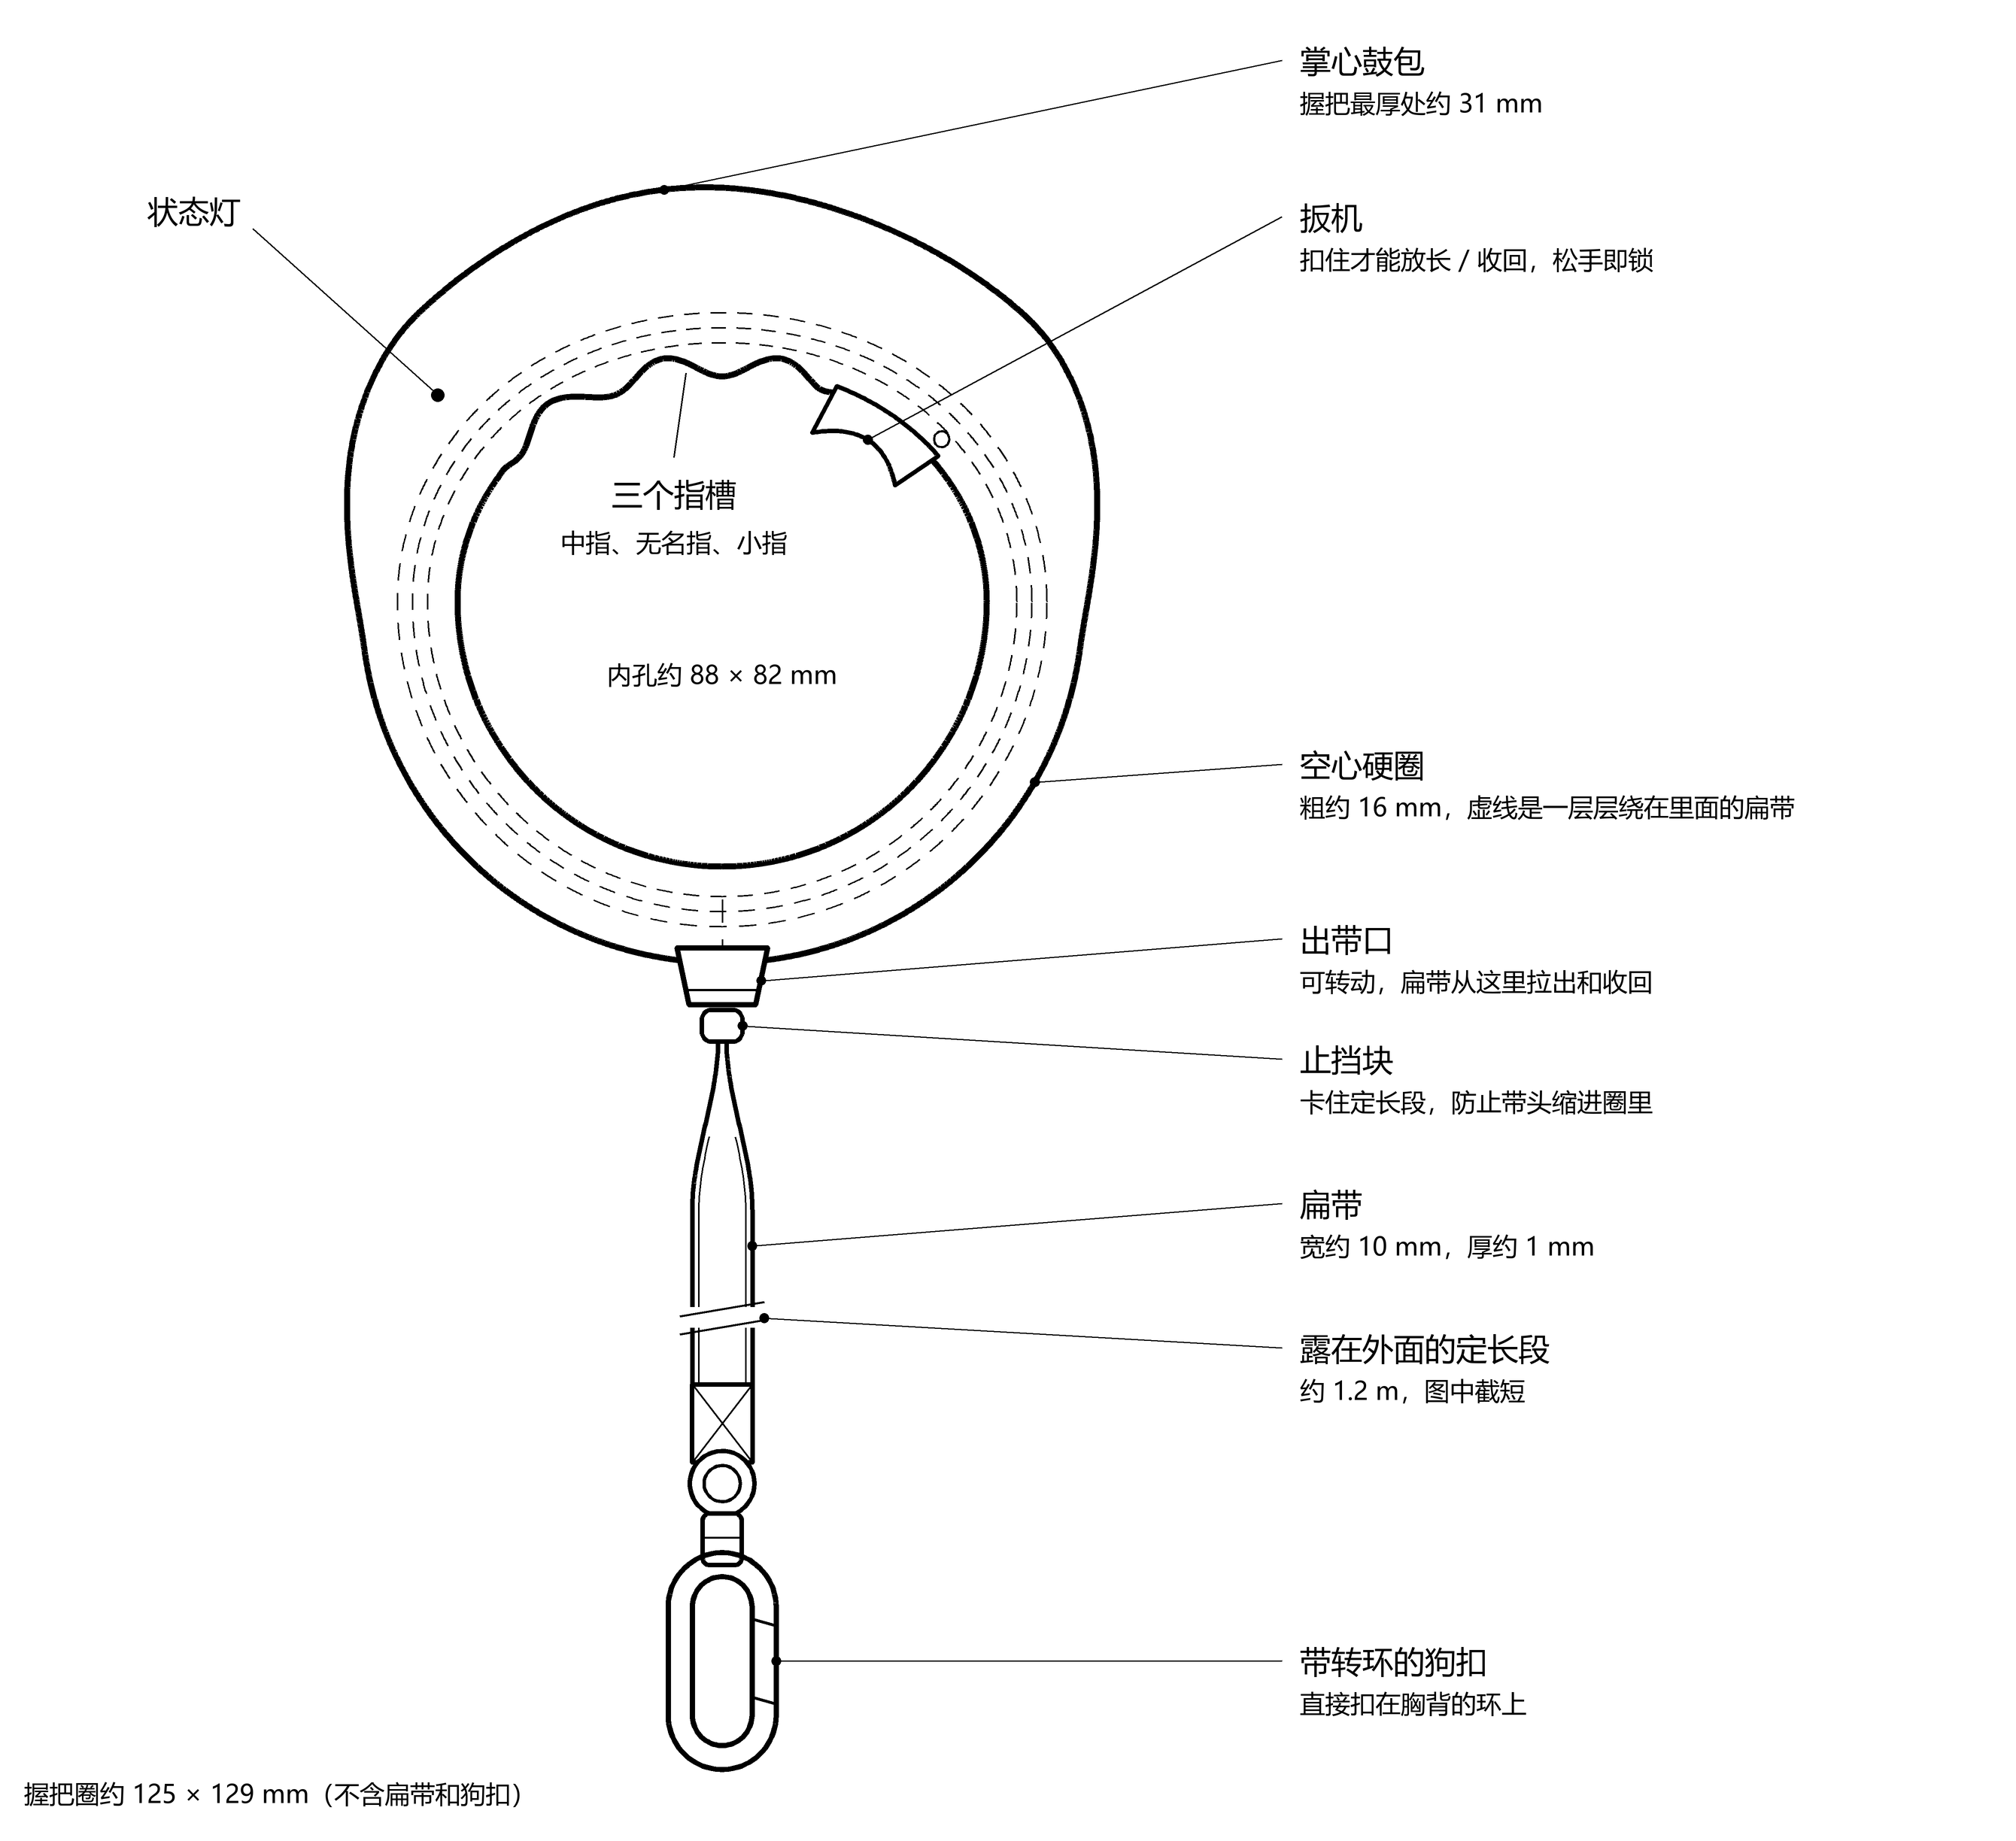 掌心鼓包
握把最厚处约 31 mm
状态灯
扳机
扣住才能放长 / 收回，松手即锁
三个指槽
中指、无名指、小指
内孔约 88 × 82 mm
空心硬圈
粗约 16 mm，虚线是一层层绕在里面的扁带
出带口
可转动，扁带从这里拉出和收回
止挡块
卡住定长段，防止带头缩进圈里
扁带
宽约 10 mm，厚约 1 mm
露在外面的定长段
约 1.2 m，图中截短
带转环的狗扣
直接扣在胸背的环上
握把圈约 125 × 129 mm（不含扁带和狗扣）